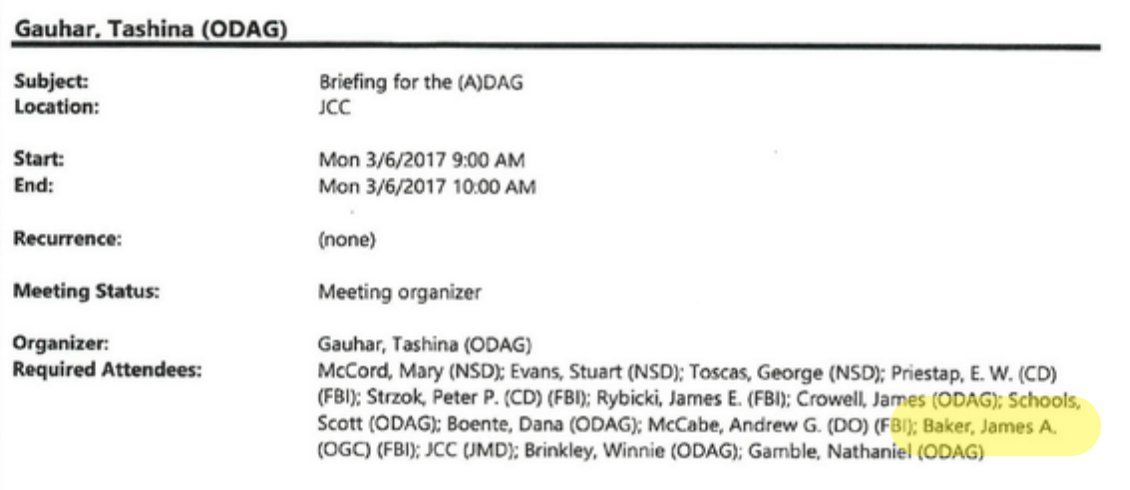 Gauhar, Tashina (ODAG)
Subject: Briefing for the (A)DAG
Location: JCC
Start: Mon 3/6/2017 9:00 AM
End: Mon 3/6/2017 10:00 AM
Recurrence: (none)
Meeting Status: Meeting organizer
Organizer: Gauhar, Tashina (ODAG)
Required Attendees: McCord, Mary (NSD); Evans, Stuart (NSD); Toscas, George (NSD); Priestap, E. W. (CD)
(FBI); Strzok, Peter P. (CD) (FBI); Rybicki, James E. (FBI); Crowell, James (ODAG); Schools,
Scott (ODAG); Boente, Dana (ODAG); McCabe, Andrew G. (DO) (FBI); Baker, James A.
(OGC) (FBI); JCC (JMD); Brinkley, Winnie (ODAG); Gamble, Nathaniel (ODAG)